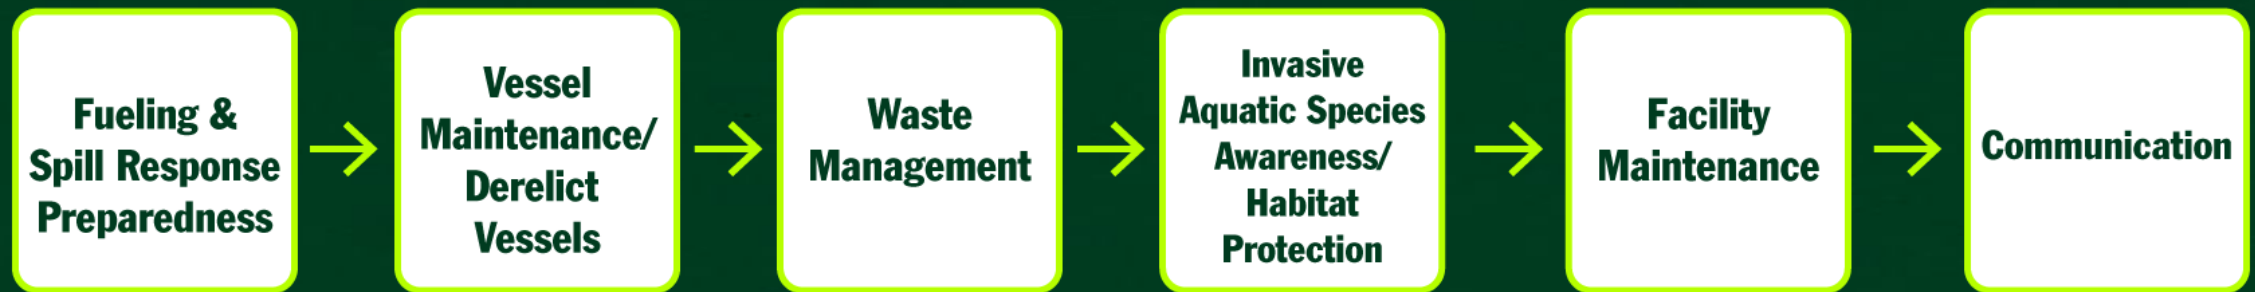 Fueling &
Spill Response
Preparedness
Vessel
Maintenance/
Derelict
Vessels
Waste
Management
Invasive
Aquatic Species
Awareness/
Habitat
Protection
Facility
Maintenance
Communication